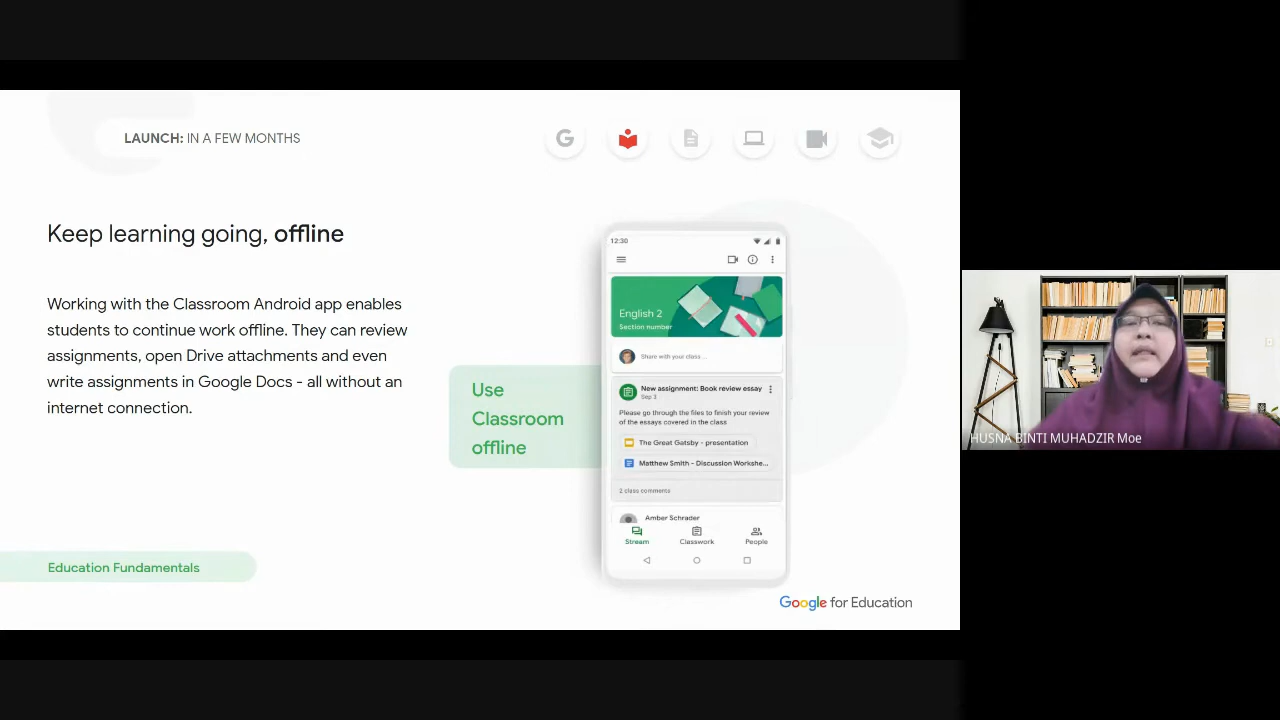 LAUNCH: IN A FEW MONTHS
G
Keep learning going, offline
Working with the Classroom Android app enables
students to continue work offline. They can review
assignments, open Drive attachments and even
write assignments in Google Docs - all without an
internet connection.
Use
Classroom
offline
12:30
English 2
Section number
Share with your class...
New assignment: Book review essay
Sep 3
Please go through the files to finish your review
of the essays covered in the class
The Great Gatsby - presentation
Matthew Smith - Discussion Workshe...
2 class comments
Amber Schrader
Stream
Classwork
People
Education Fundamentals
Google for Education
HUSNA BINTI MUHADZIR Moe